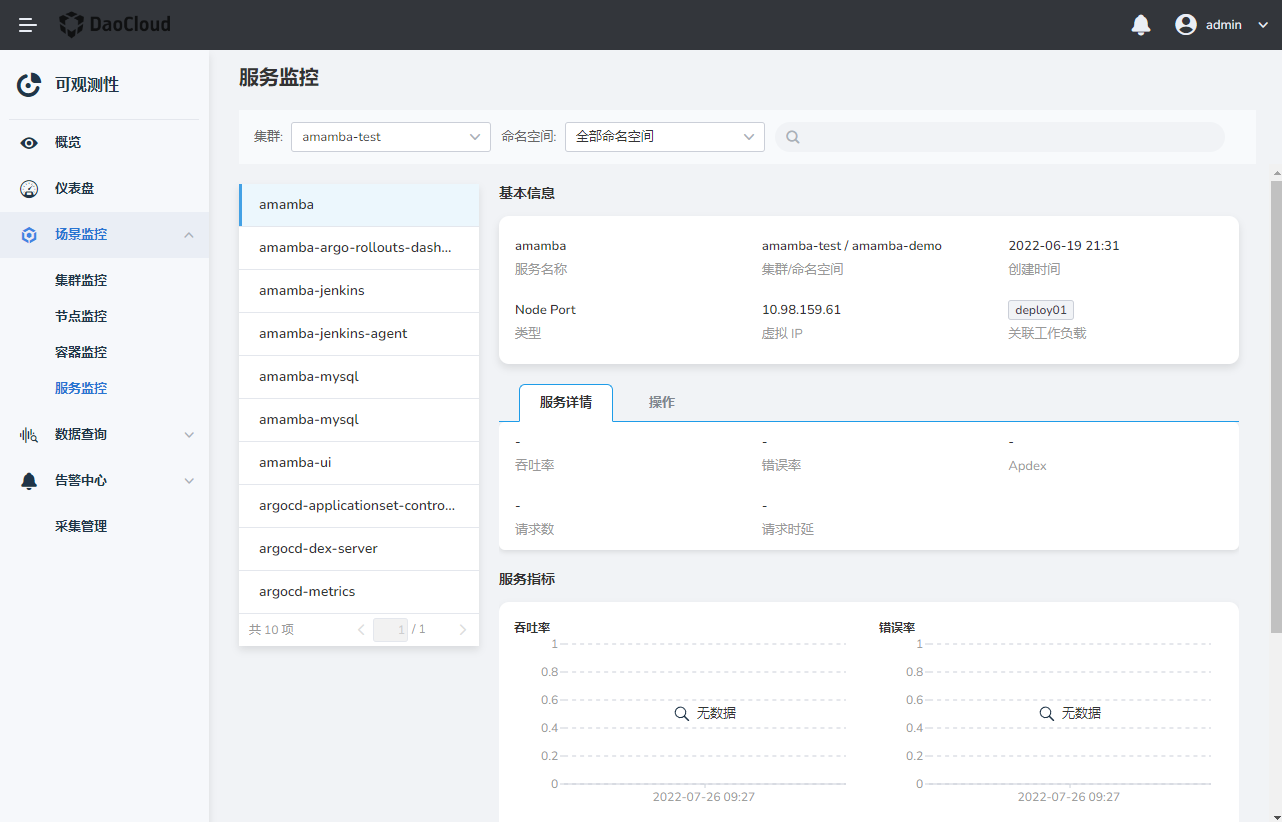 DaoCloud
admin
可观测性
概览
仪表盘
场景监控
集群监控
节点监控
容器监控
服务监控
数据查询
告警中心
采集管理
服务监控
集群: amamba-test 命名空间: 全部命名空间
amamba
amamba-argo-rollouts-dash...
amamba-jenkins
amamba-jenkins-agent
amamba-mysql
amamba-mysql
amamba-ui
argocd-applicationset-contro...
argocd-dex-server
argocd-metrics
共 10 项 1 / 1
基本信息
amamba amamba-test / amamba-demo 2022-06-19 21:31
服务名称 集群/命名空间 创建时间
Node Port 10.98.159.61 deploy01
类型 虚拟 IP 关联工作负载
服务详情 操作
- - -
吞吐率 错误率 Apdex
- -
请求数 请求时延
服务指标
吞吐率
1
0.8
0.6
无数据
0.4
0.2
0
2022-07-26 09:27
错误率
1
0.8
0.6
无数据
0.4
0.2
0
2022-07-26 09:27